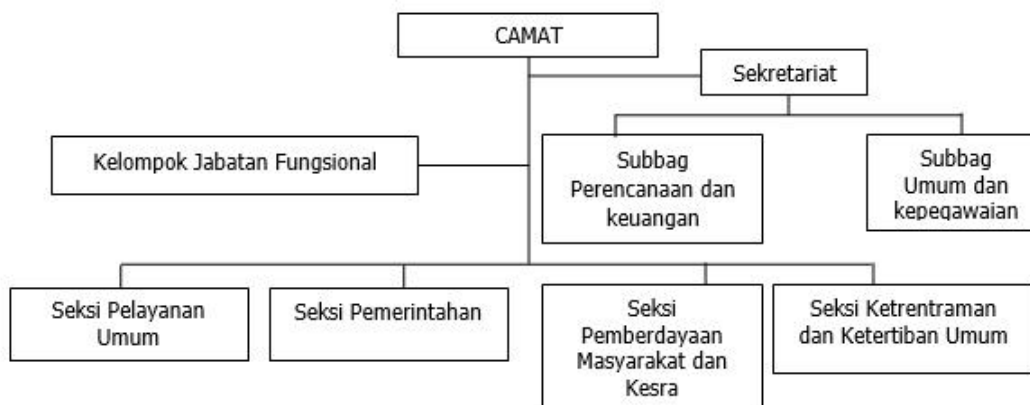 CAMAT
Sekretariat
Kelompok Jabatan Fungsional
Subbag
Perencanaan dan
keuangan
Subbag
Umum dan
kepegawaian
Seksi Pelayanan
Umum
Seksi Pemerintahan
Seksi
Pemberdayaan
Masyarakat dan
Kesra
Seksi Ketrentraman
dan Ketertiban Umum